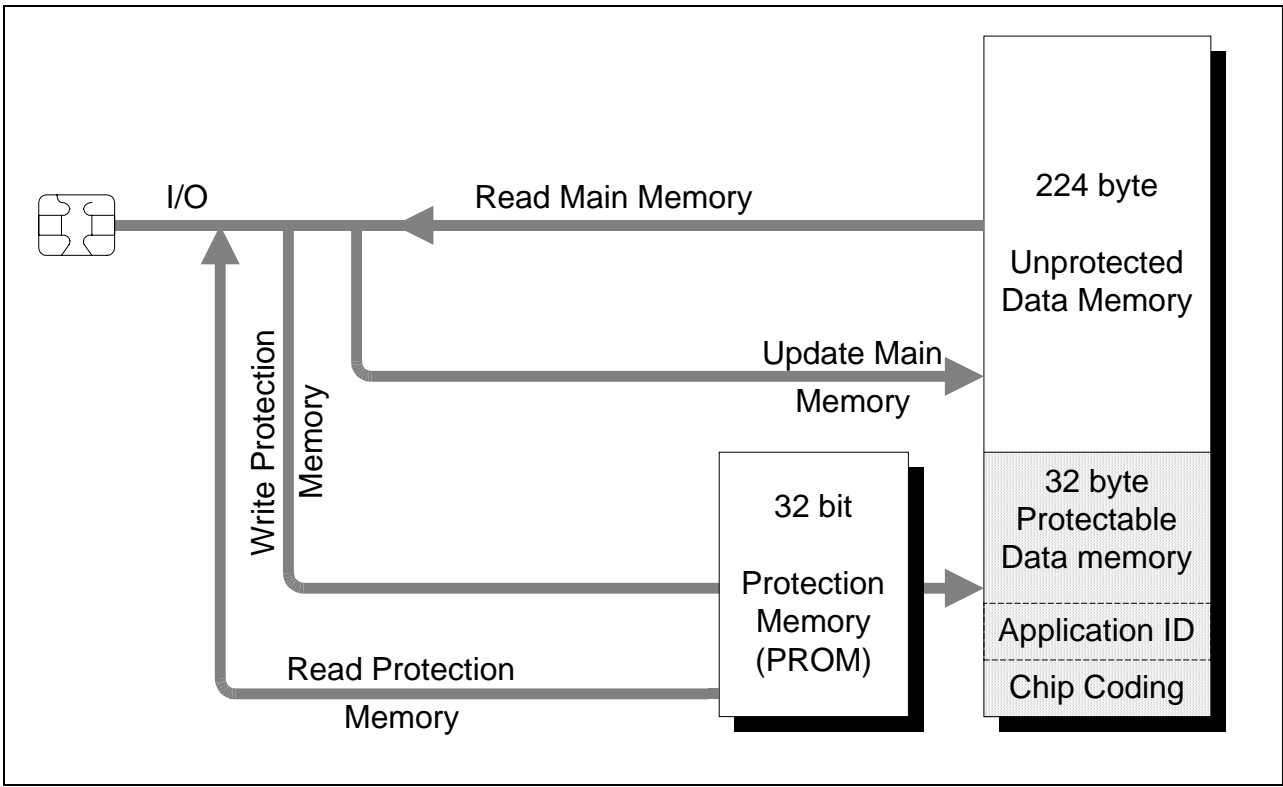 I/O
Read Main Memory
224 byte
Unprotected
Data Memory
Update Main
Memory
Write Protection
Memory
32 bit
Protection
Memory
(PROM)
32 byte
Protectable
Data memory
Application ID
Chip Coding
Read Protection
Memory